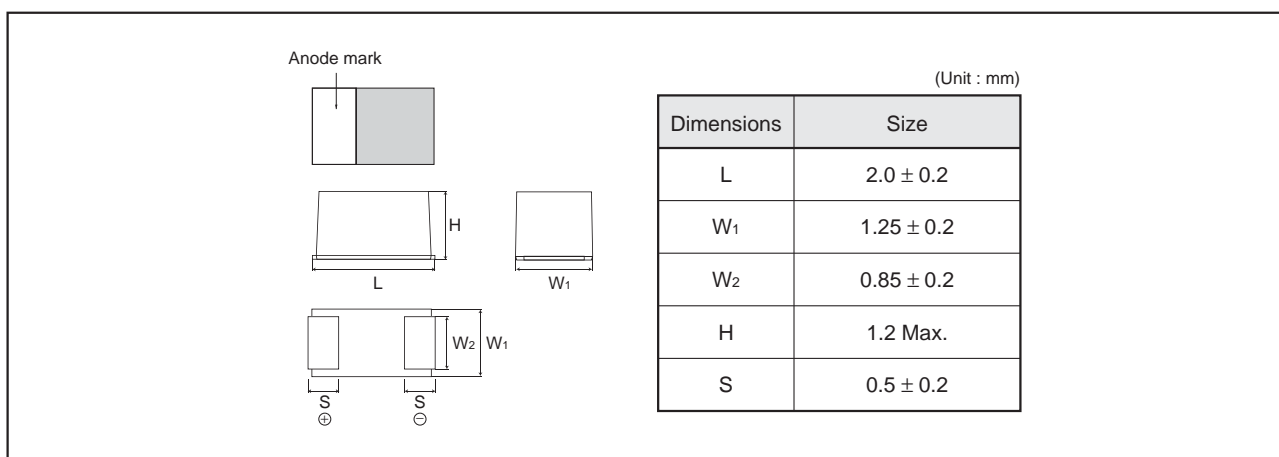 Anode mark
H
L
W1
W2 W1
S S
⊕ ⊖
(Unit : mm)
Dimensions Size
L 2.0 ± 0.2
W1 1.25 ± 0.2
W2 0.85 ± 0.2
H 1.2 Max.
S 0.5 ± 0.2